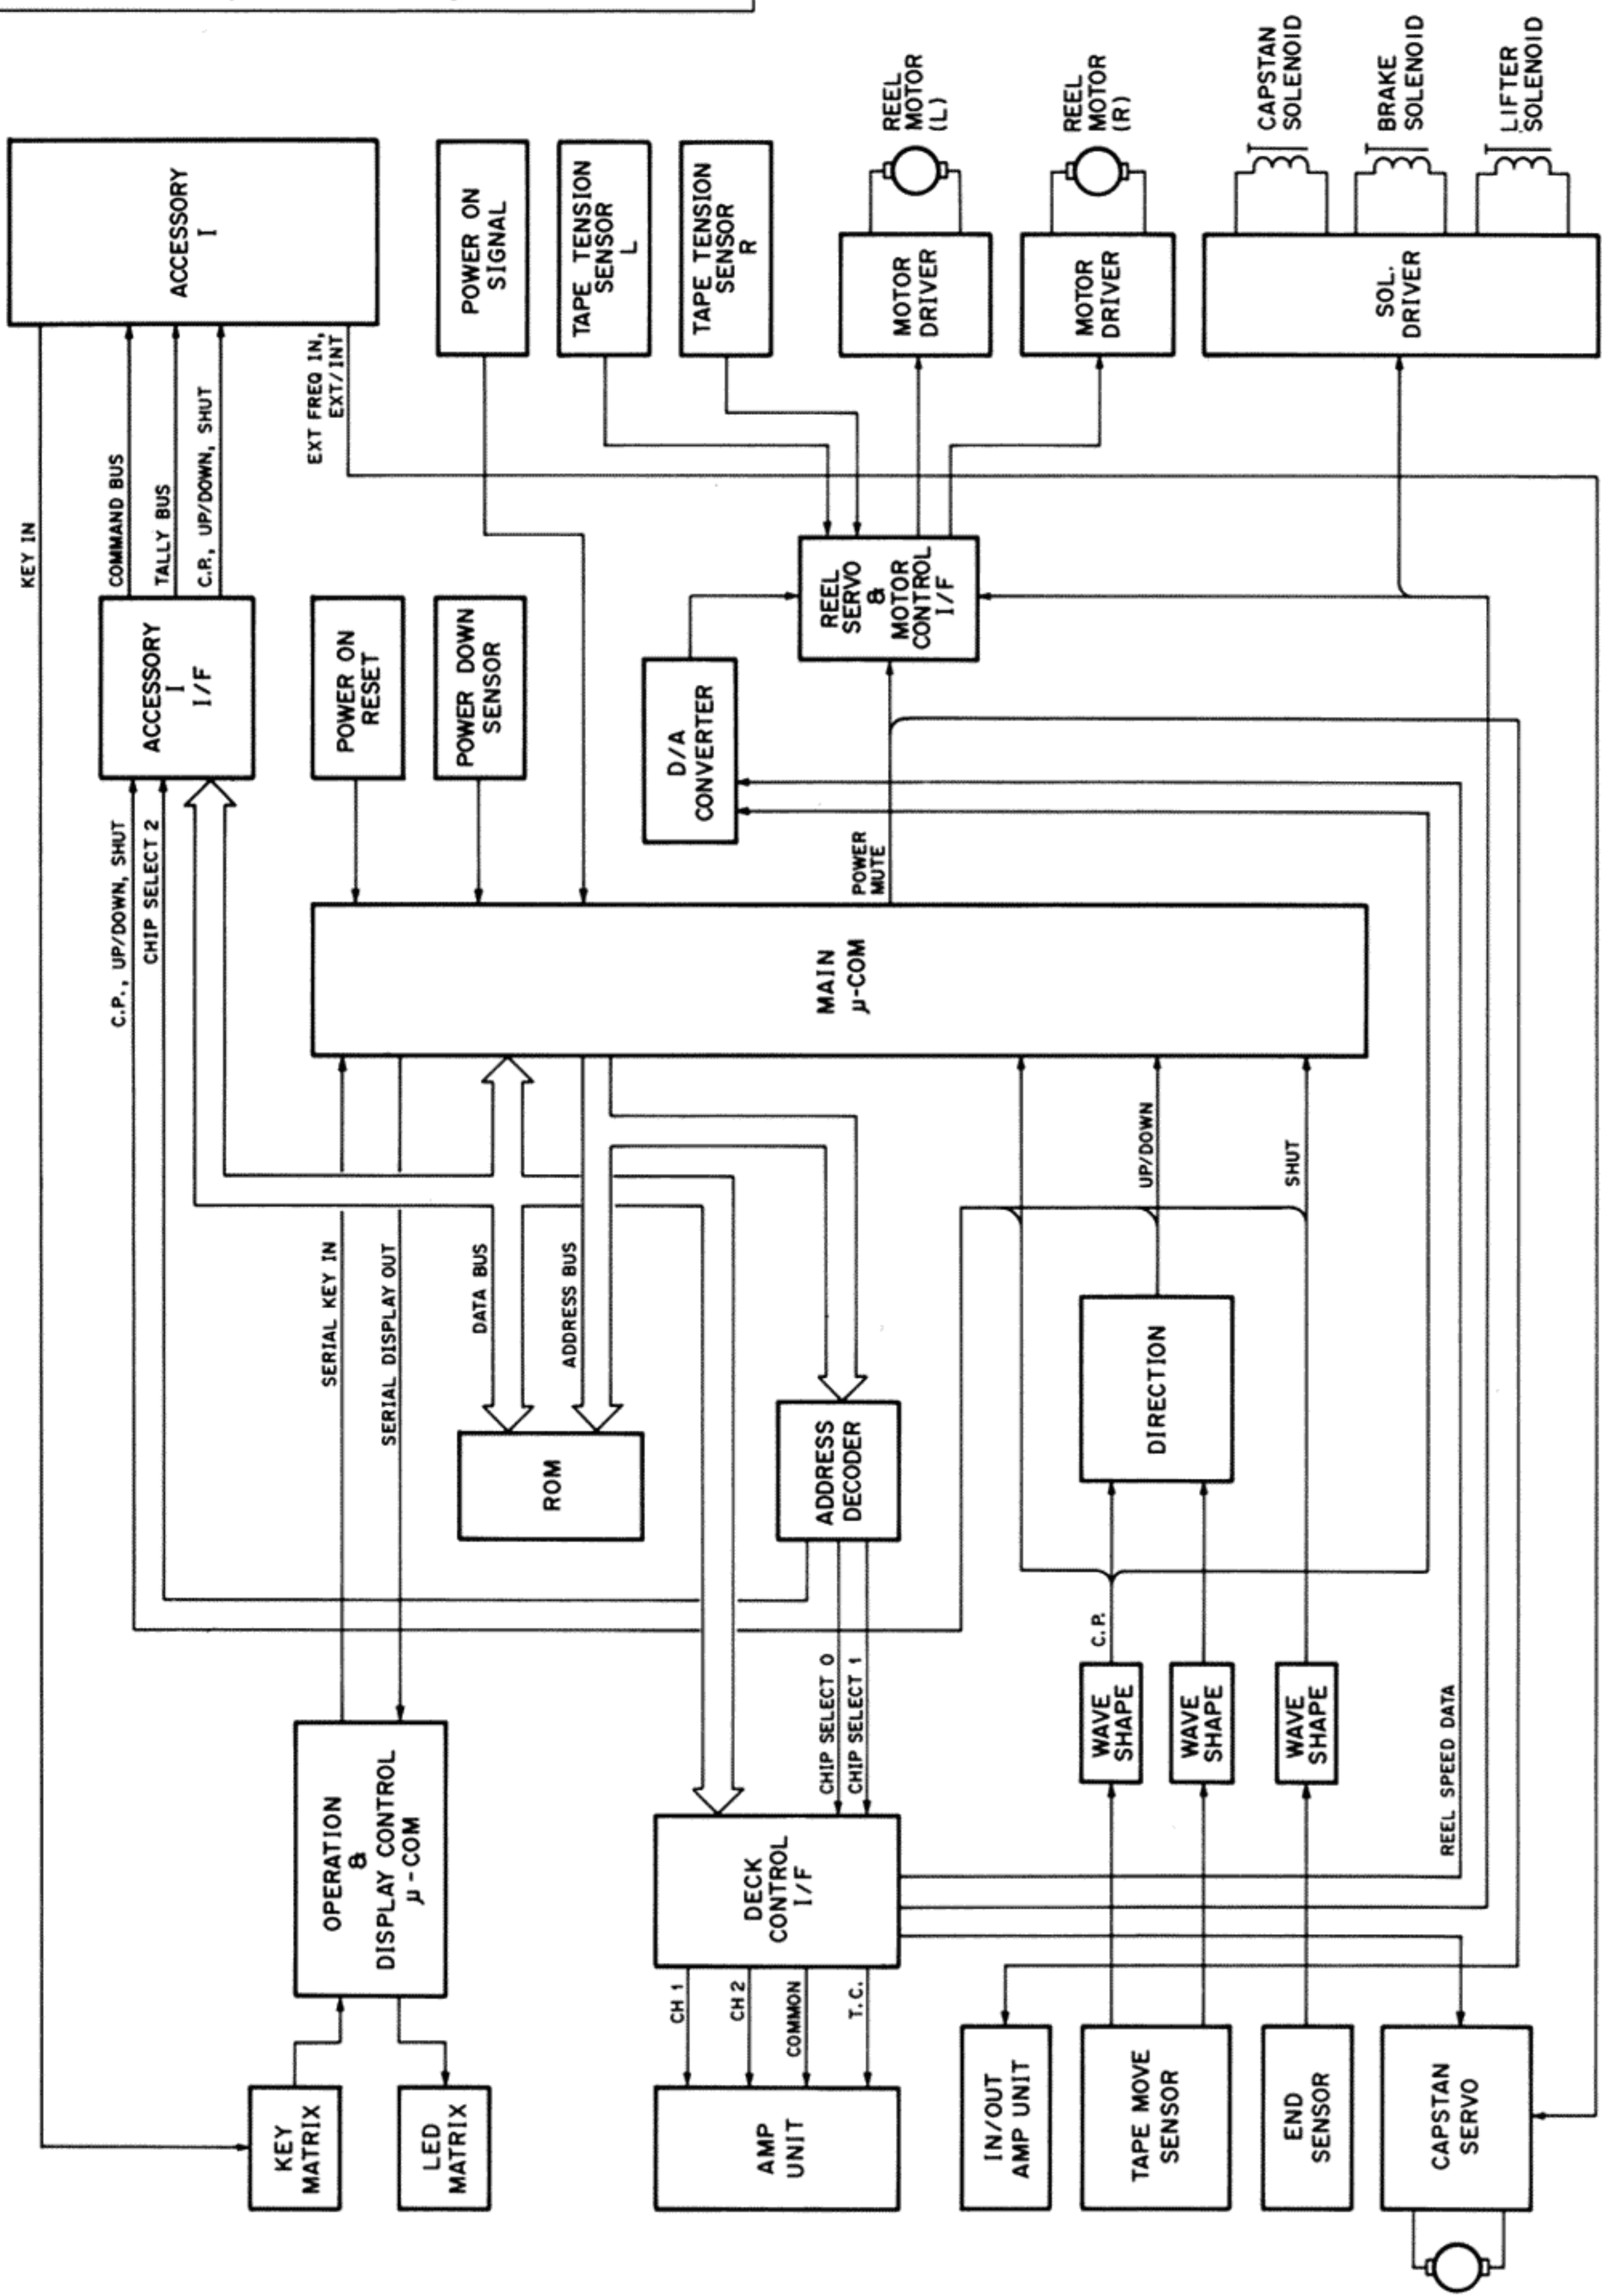 KEY IN
ACCESSORY
I
COMMAND BUS
TALLY BUS
C.P., UP/DOWN, SHUT
EXT FREQ IN,
EXT/INT
ACCESSORY
I
I/F
C.P., UP/DOWN, SHUT
CHIP SELECT 2
POWER ON
RESET
POWER DOWN
SENSOR
POWER ON
SIGNAL
TAPE TENSION
SENSOR
L
TAPE TENSION
SENSOR
R
REEL
MOTOR
(L)
REEL
MOTOR
(R)
MOTOR
DRIVER
MOTOR
DRIVER
CAPSTAN
SOLENOID
BRAKE
SOLENOID
LIFTER
SOLENOID
SOL.
DRIVER
REEL
SERVO
&
MOTOR
CONTROL
I/F
D/A
CONVERTER
POWER
MUTE
MAIN
μ-COM
SERIAL KEY IN
SERIAL DISPLAY OUT
DATA BUS
ADDRESS BUS
UP/DOWN
SHUT
ROM
ADDRESS
DECODER
DIRECTION
CHIP SELECT 0
CHIP SELECT 1
C.P.
WAVE
SHAPE
WAVE
SHAPE
WAVE
SHAPE
REEL SPEED DATA
OPERATION
&
DISPLAY CONTROL
μ-COM
DECK
CONTROL
I/F
CH 1
CH 2
COMMON
T.C.
KEY
MATRIX
LED
MATRIX
AMP
UNIT
IN/OUT
AMP UNIT
TAPE MOVE
SENSOR
END
SENSOR
CAPSTAN
SERVO